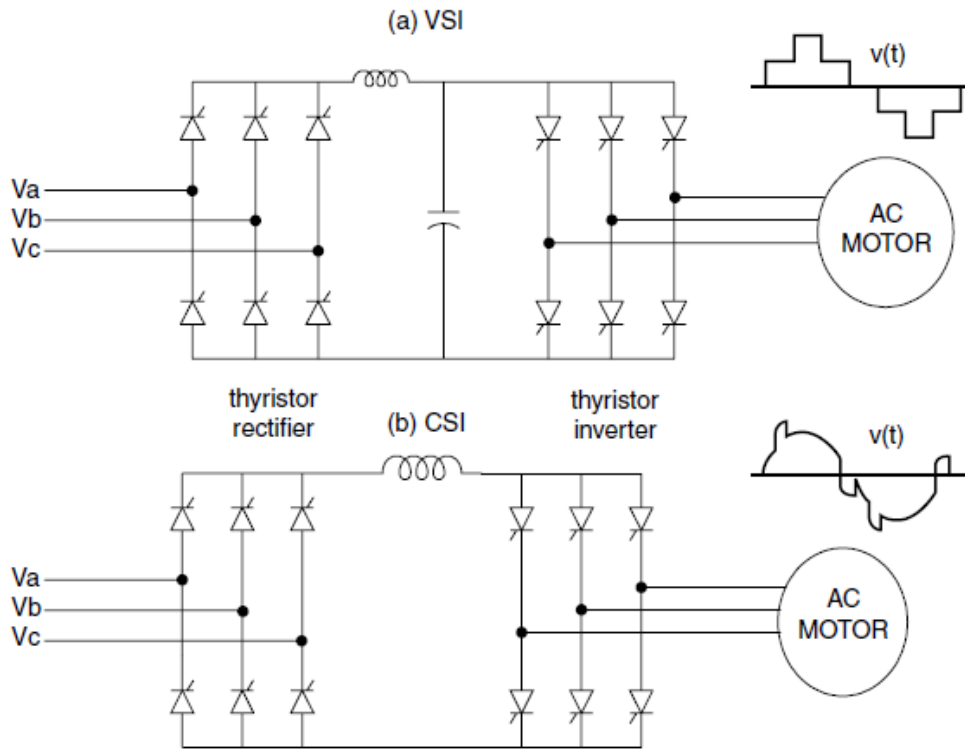 (a) VSI
v(t)
Va
Vb
Vc
AC
MOTOR
thyristor
rectifier
thyristor
inverter
(b) CSI
v(t)
Va
Vb
Vc
AC
MOTOR